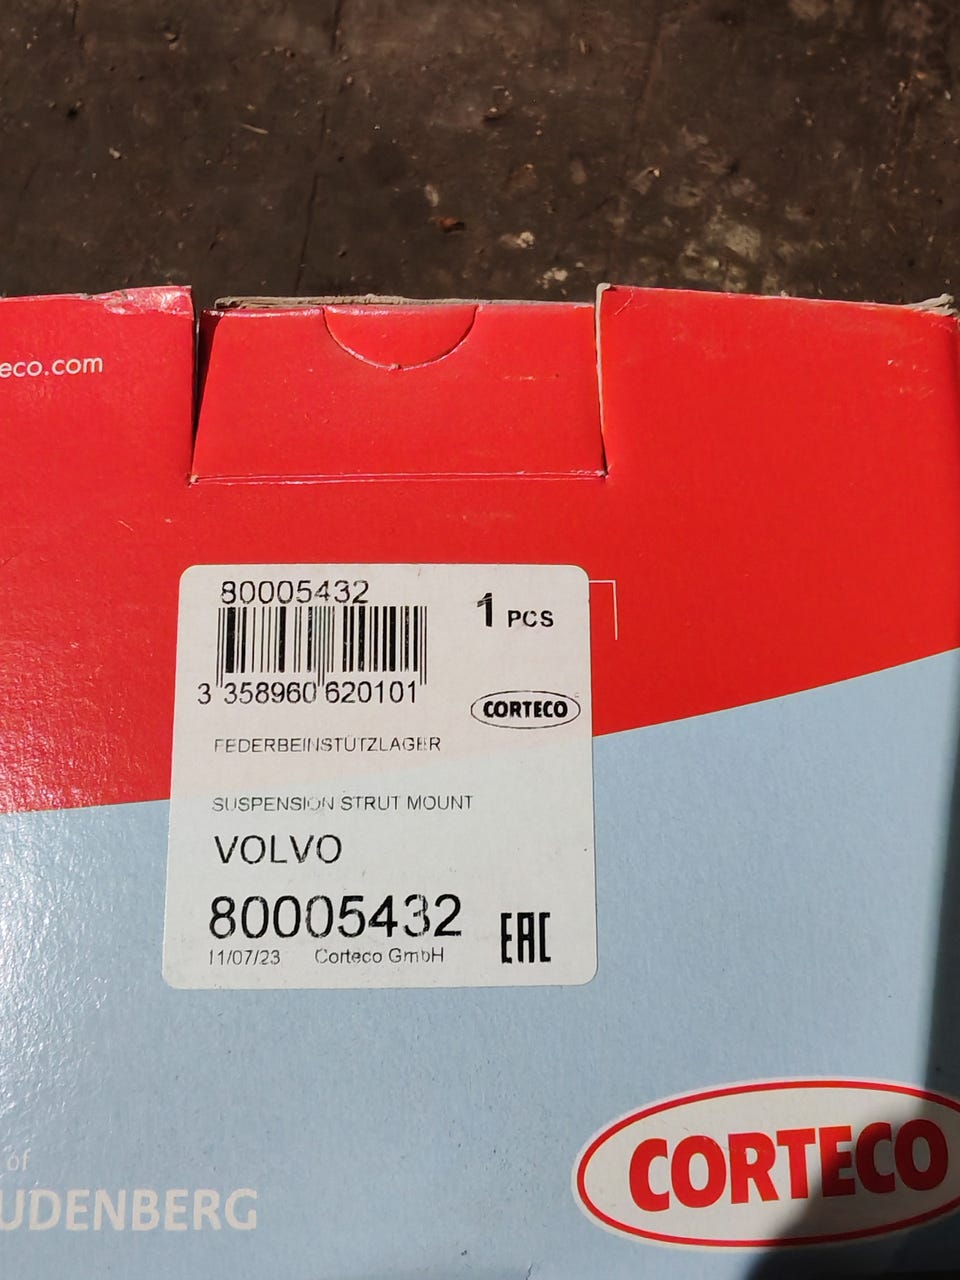 eco.com
80005432
1 PCS
3 358960 620101
CORTECO
FEDERBEINSTÜTZLAGER
SUSPENSION STRUT MOUNT
VOLVO
80005432
EAC
11/07/23 Corteco GmbH
of
UDENBERG
CORTECO